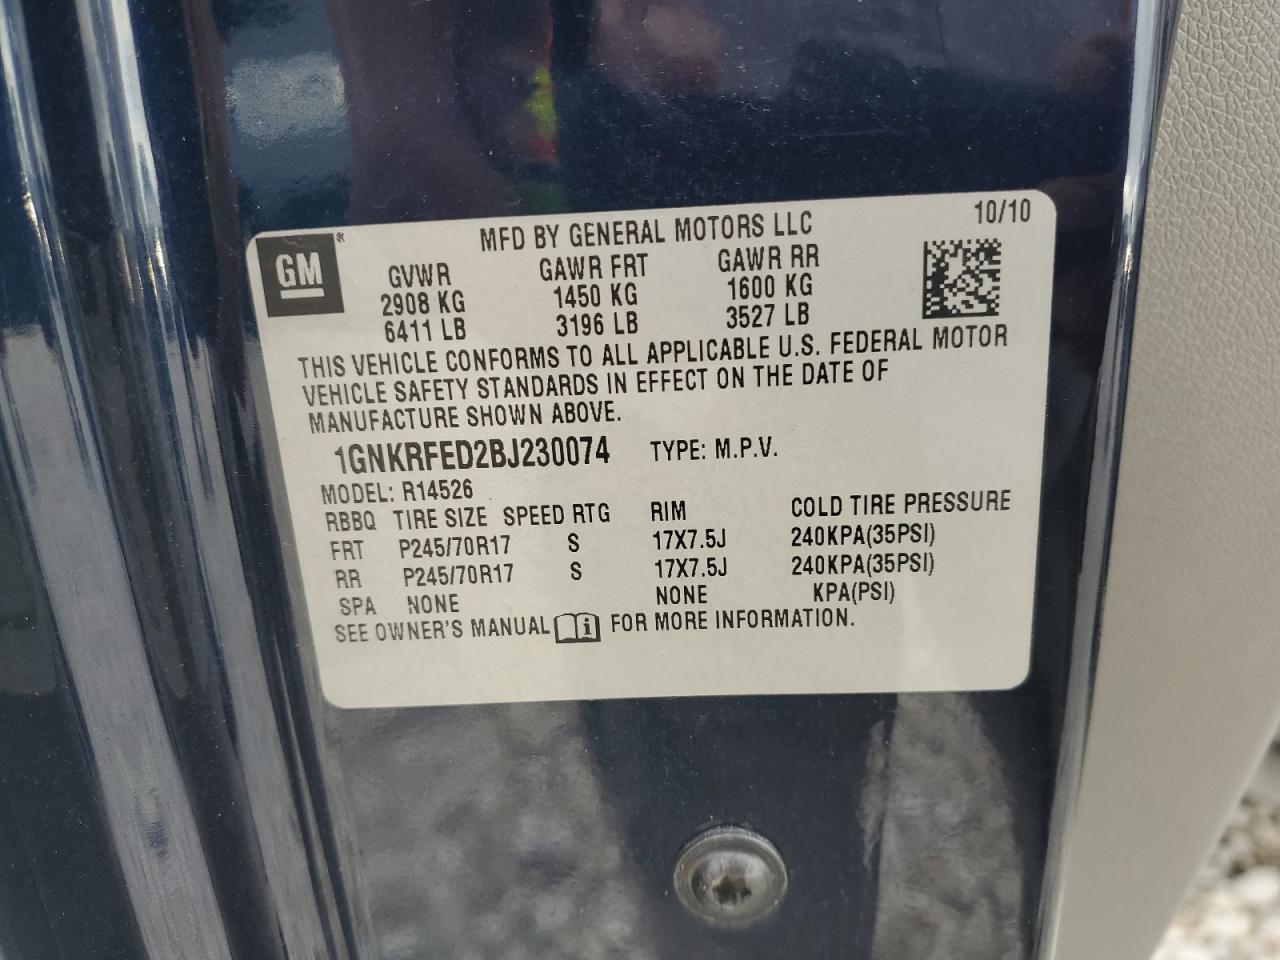 10/10
GM ®
MFD BY GENERAL MOTORS LLC
GVWR GAWR FRT GAWR RR
2908 KG 1450 KG 1600 KG
6411 LB 3196 LB 3527 LB
THIS VEHICLE CONFORMS TO ALL APPLICABLE U.S. FEDERAL MOTOR
VEHICLE SAFETY STANDARDS IN EFFECT ON THE DATE OF
MANUFACTURE SHOWN ABOVE.
1GNKRFED2BJ230074 TYPE: M.P.V.
MODEL: R14526
RBBQ TIRE SIZE SPEED RTG RIM COLD TIRE PRESSURE
FRT P245/70R17 S 17X7.5J 240KPA(35PSI)
RR P245/70R17 S 17X7.5J 240KPA(35PSI)
SPA NONE NONE KPA(PSI)
SEE OWNER'S MANUAL i FOR MORE INFORMATION.